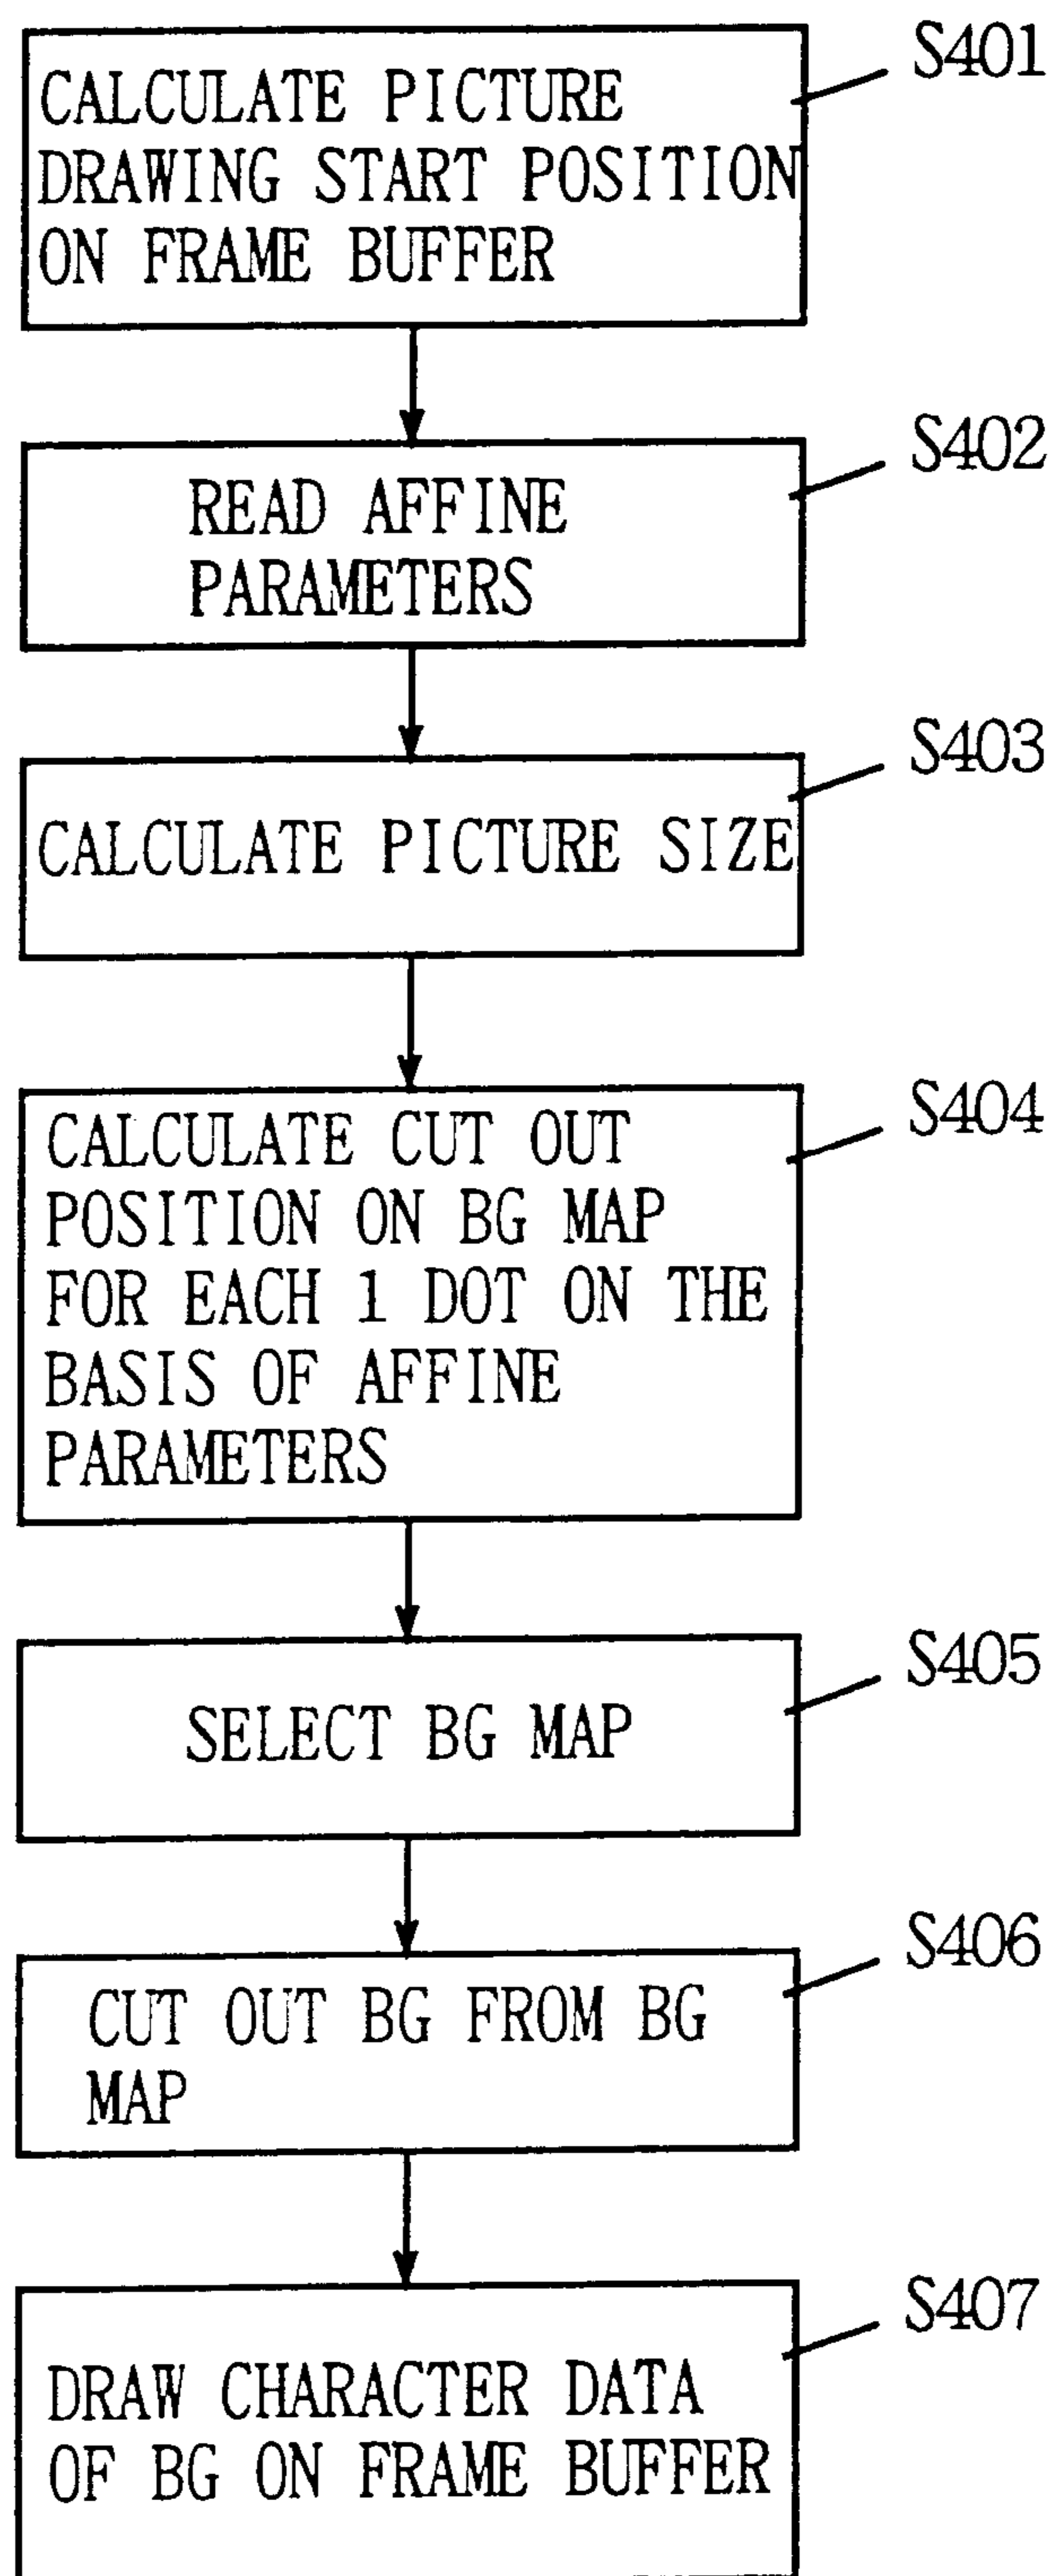 S401
CALCULATE PICTURE
DRAWING START POSITION
ON FRAME BUFFER
S402
READ AFFINE
PARAMETERS
S403
CALCULATE PICTURE SIZE
S404
CALCULATE CUT OUT
POSITION ON BG MAP
FOR EACH 1 DOT ON THE
BASIS OF AFFINE
PARAMETERS
S405
SELECT BG MAP
S406
CUT OUT BG FROM BG
MAP
S407
DRAW CHARACTER DATA
OF BG ON FRAME BUFFER